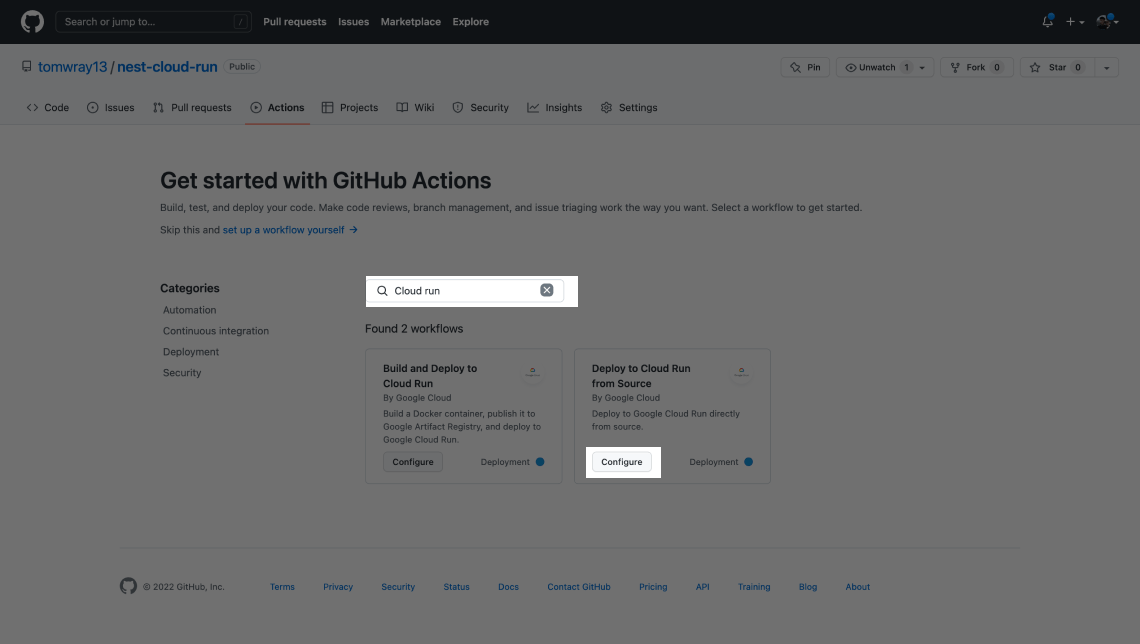 Search or jump to... /
Pull requests Issues Marketplace Explore
tomwray13 / nest-cloud-run Public
Pin
Unwatch 1
Fork 0
Star 0
Code Issues Pull requests Actions Projects Wiki Security Insights Settings
Get started with GitHub Actions
Build, test, and deploy your code. Make code reviews, branch management, and issue triaging work the way you want. Select a workflow to get started.
Skip this and set up a workflow yourself →
Categories
Automation
Continuous integration
Deployment
Security
Cloud run
Found 2 workflows
Build and Deploy to
Cloud Run
By Google Cloud
Build a Docker container, publish it to
Google Artifact Registry, and deploy to
Google Cloud Run.
Configure Deployment
Deploy to Cloud Run
from Source
By Google Cloud
Deploy to Google Cloud Run directly
from source.
Configure Deployment
© 2022 GitHub, Inc. Terms Privacy Security Status Docs Contact GitHub Pricing API Training Blog About